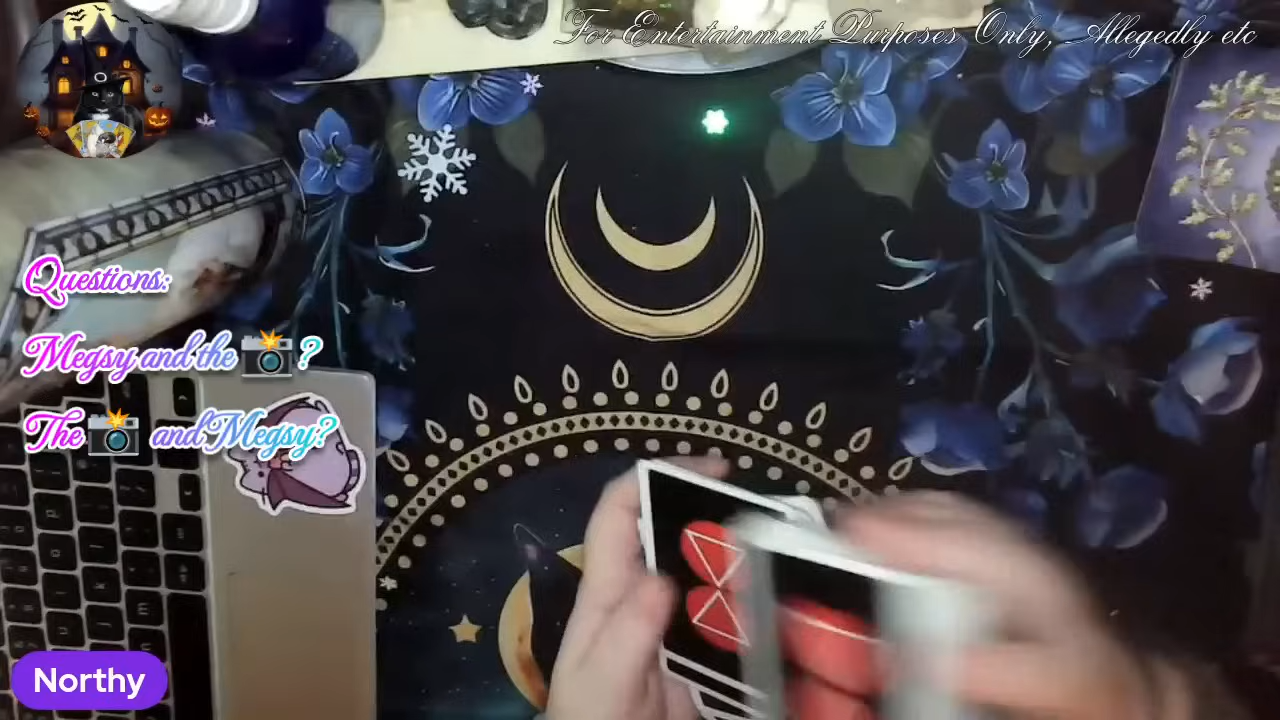 For Entertainment Purposes Only, Allegedly etc
Questions:
Megsy and the 📸?
The 📸 and Megsy?
Northy